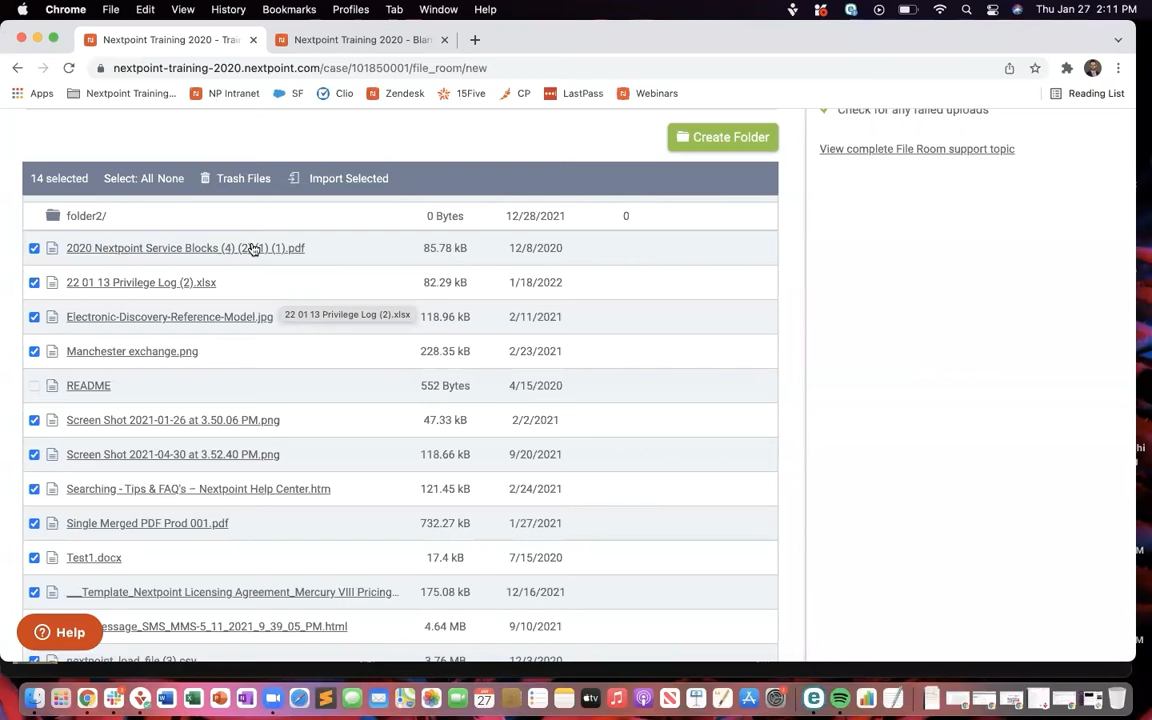 Chrome File Edit View History Bookmarks Profiles Tab Window Help Thu Jan 27 2:11 PM
Nextpoint Training 2020 - Trai Nextpoint Training 2020 - Blan
nextpoint-training-2020.nextpoint.com/case/101850001/file_room/new
Apps Nextpoint Training... NP Intranet SF Clio Zendesk 15Five CP LastPass Webinars Reading List
Check for any failed uploads
Create Folder
View complete File Room support topic
14 selected Select: All None Trash Files Import Selected
folder2/ 0 Bytes 12/28/2021 0
2020 Nextpoint Service Blocks (4) (1).pdf 85.78 kB 12/8/2020
22 01 13 Privilege Log (2).xlsx 82.29 kB 1/18/2022
Electronic-Discovery-Reference-Model.jpg 22 01 13 Privilege Log (2).xlsx 118.96 kB 2/11/2021
Manchester exchange.png 228.35 kB 2/23/2021
README 552 Bytes 4/15/2020
Screen Shot 2021-01-26 at 3.50.06 PM.png 47.33 kB 2/2/2021
Screen Shot 2021-04-30 at 3.52.40 PM.png 118.66 kB 9/20/2021
Searching - Tips & FAQ's – Nextpoint Help Center.htm 121.45 kB 2/24/2021
Single Merged PDF Prod 001.pdf 732.27 kB 1/27/2021
Test1.docx 17.4 kB 7/15/2020
___Template_Nextpoint Licensing Agreement_Mercury VIII Pricing... 175.08 kB 12/16/2021
essage_SMS_MMS-5_11_2021_9_39_05_PM.html 4.64 MB 9/10/2021
Help
nextpoint_load_file (3).csv 3.76 MB 12/3/2020